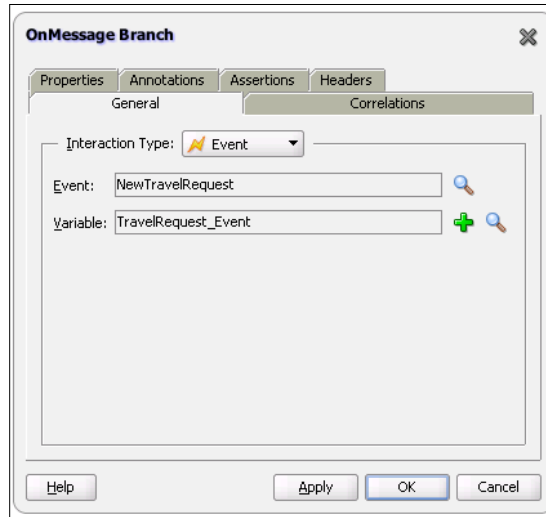 OnMessage Branch
Properties Annotations Assertions Headers
General Correlations
Interaction Type: Event
Event: NewTravelRequest
Variable: TravelRequest_Event
Help Apply OK Cancel